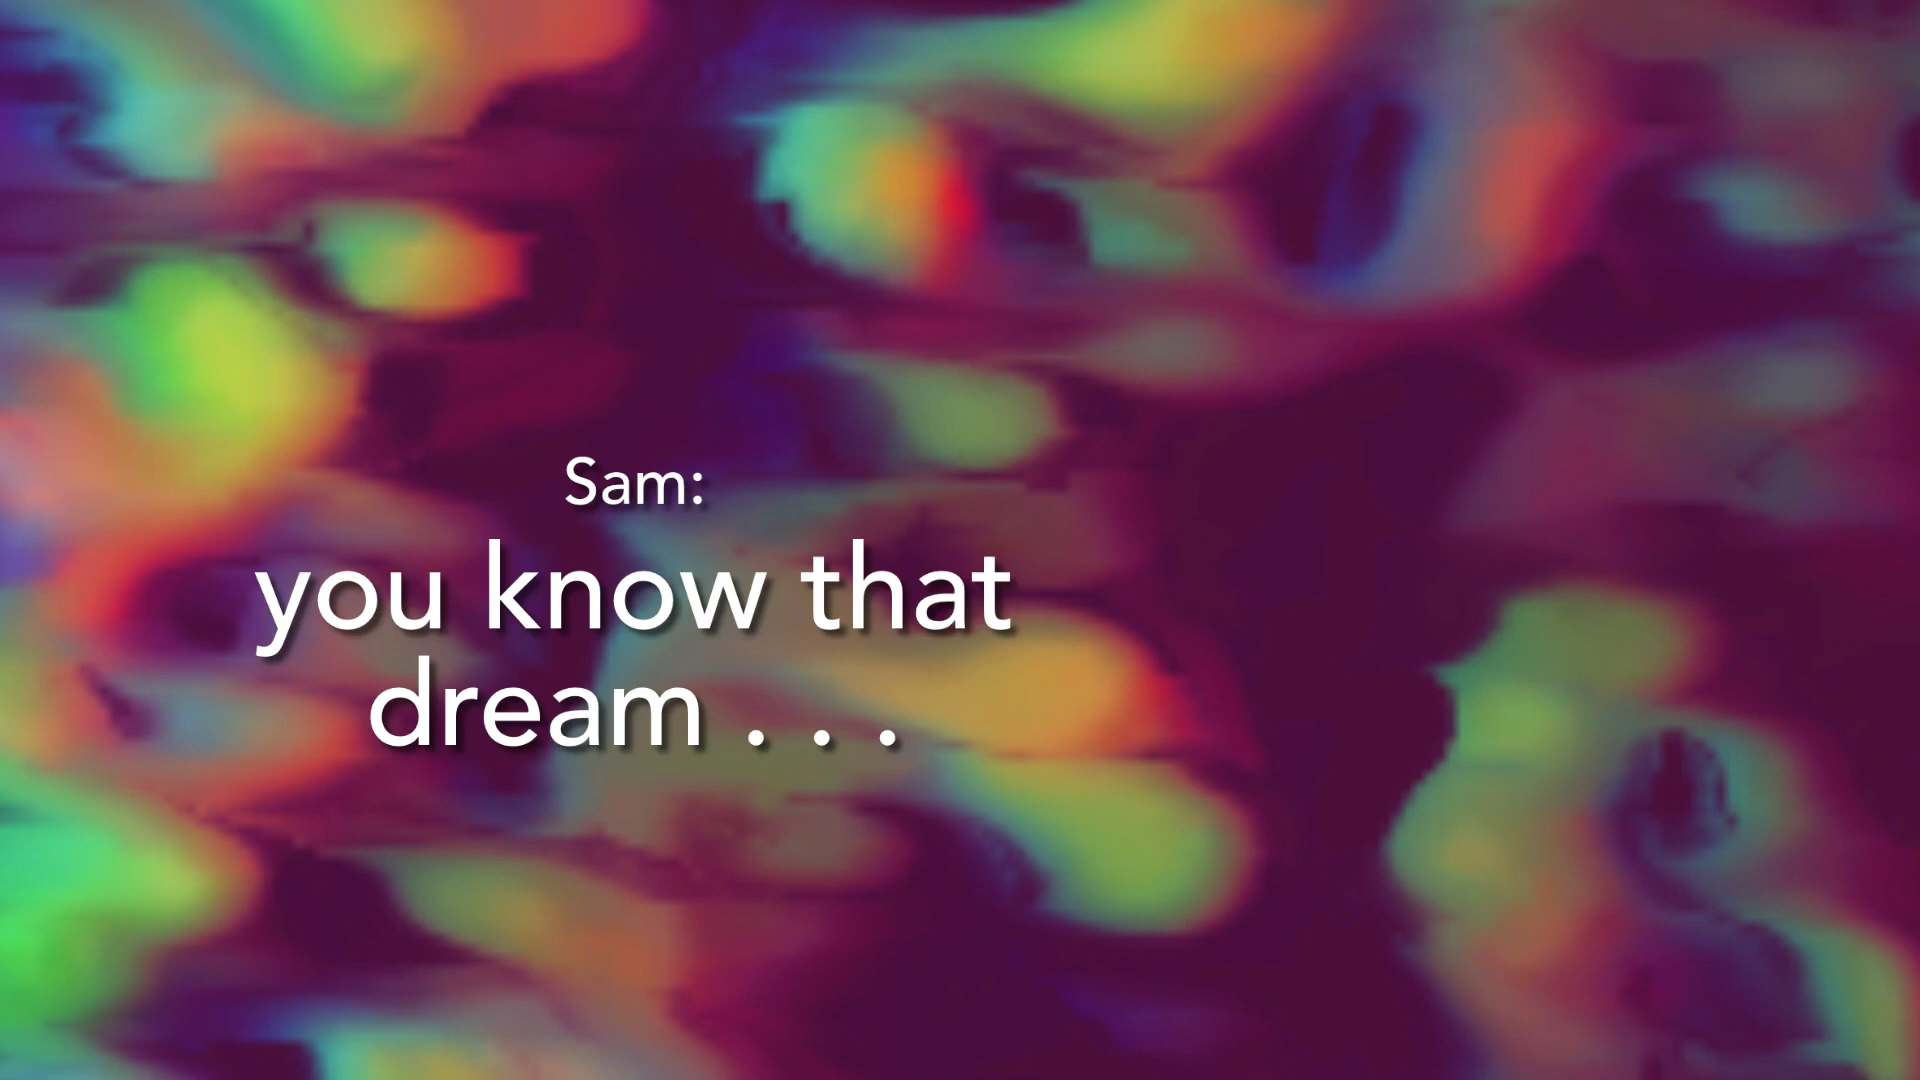 Sam:
you know that
dream . . .